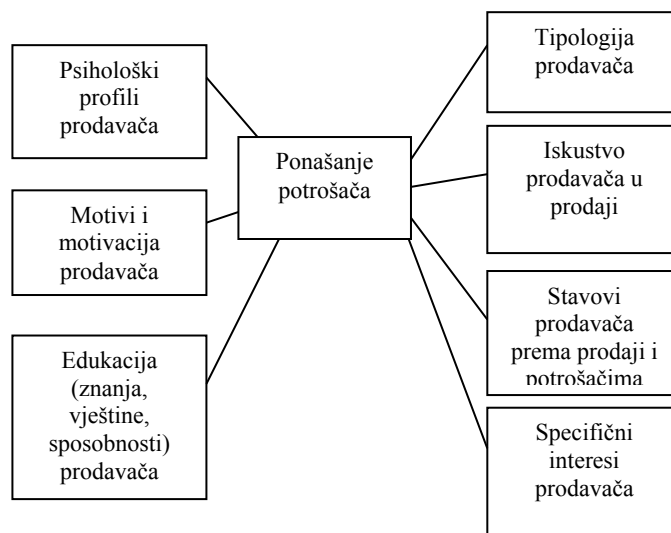 Psihološki
profili
prodavača
Motivi i
motivacija
prodavača
Edukacija
(znanja,
vještine,
sposobnosti)
prodavača
Ponašanje
potrošača
Tipologija
prodavača
Iskustvo
prodavača u
prodaji
Stavovi
prodavača
prema prodaji i
potrošačima
Specifični
interesi
prodavača